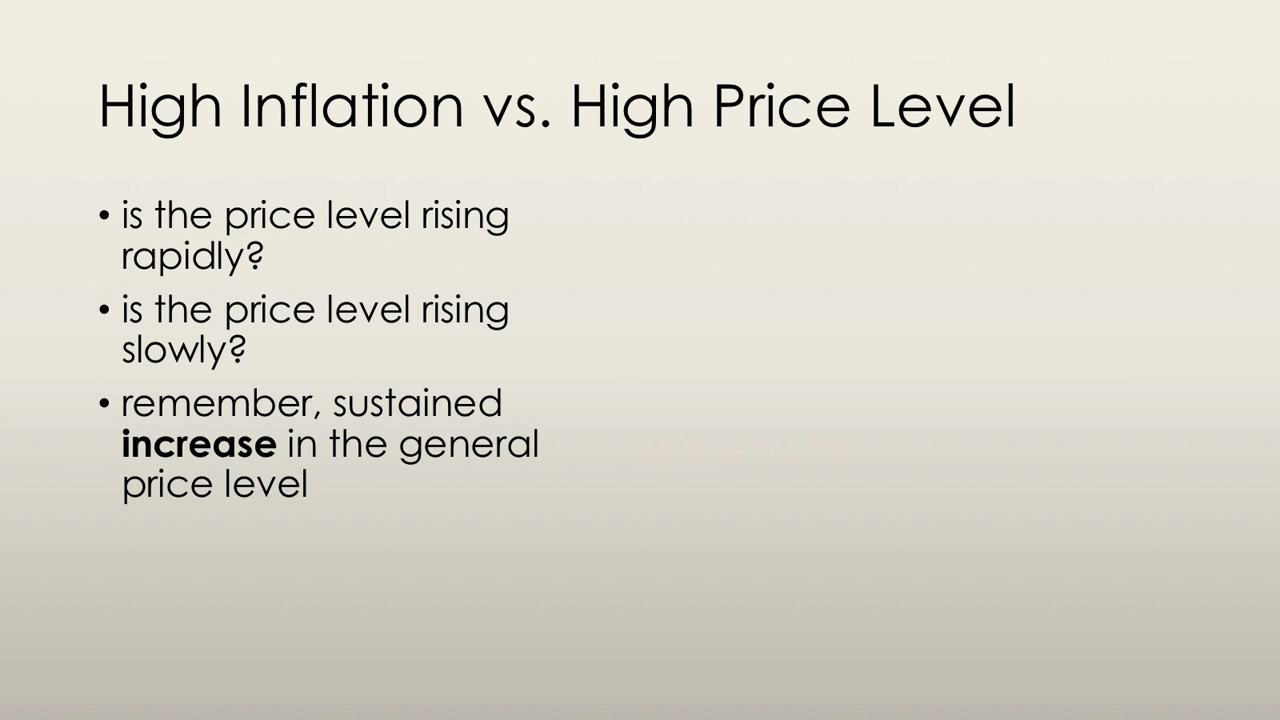 High Inflation vs. High Price Level
• is the price level rising
rapidly?
• is the price level rising
slowly?
• remember, sustained
increase in the general
price level